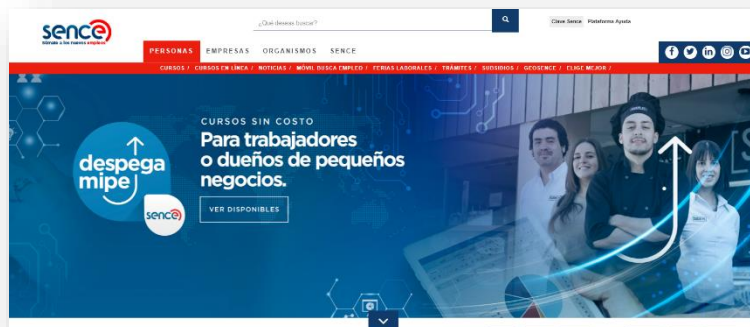 ¿Qué deseas buscar?
Clave Sence Plataforma Ayuda
sence
Súmate a los nuevos empleos
PERSONAS EMPRESAS ORGANISMOS SENCE
CURSOS / CURSOS EN LÍNEA / NOTICIAS / MÓVIL BUSCA EMPLEO / FERIAS LABORALES / TRÁMITES / SUBSIDIOS / GEOSENCE / ELIGE MEJOR /
CURSOS SIN COSTO
Para trabajadores
o dueños de pequeños
negocios.
VER DISPONIBLES
despega
mipe
sence